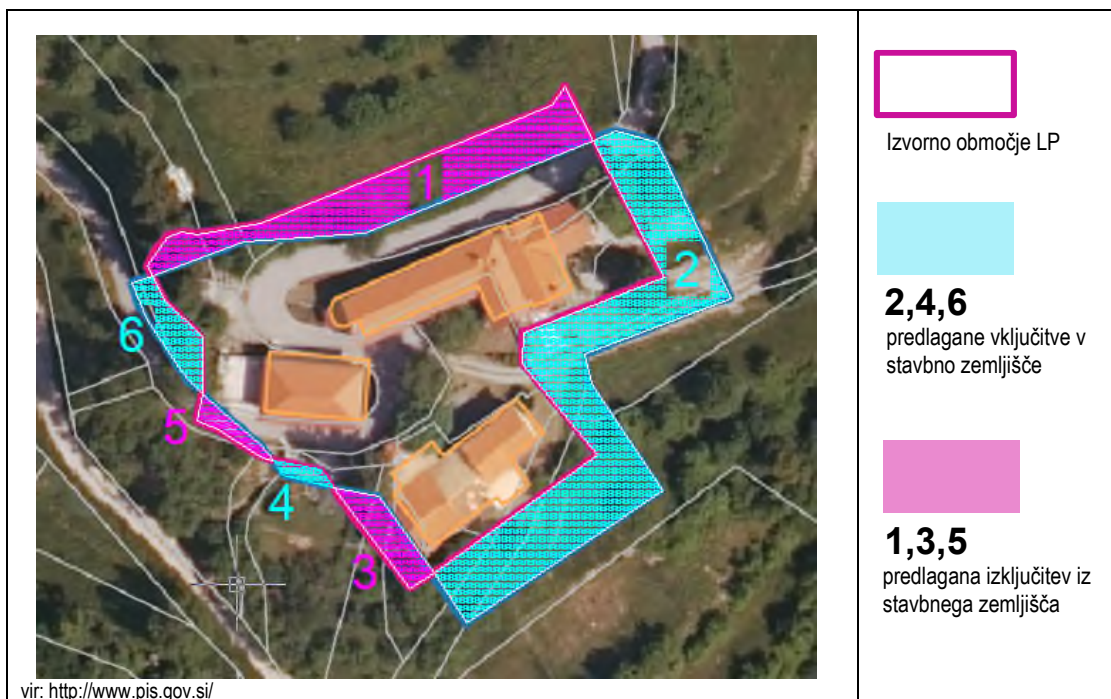 1
2
6
5
4
3
vir: http://www.pis.gov.si/
Izvorno območje LP
2,4,6
predlagane vključitve v
stavbno zemljišče
1,3,5
predlagana izključitev iz
stavbnega zemljišča